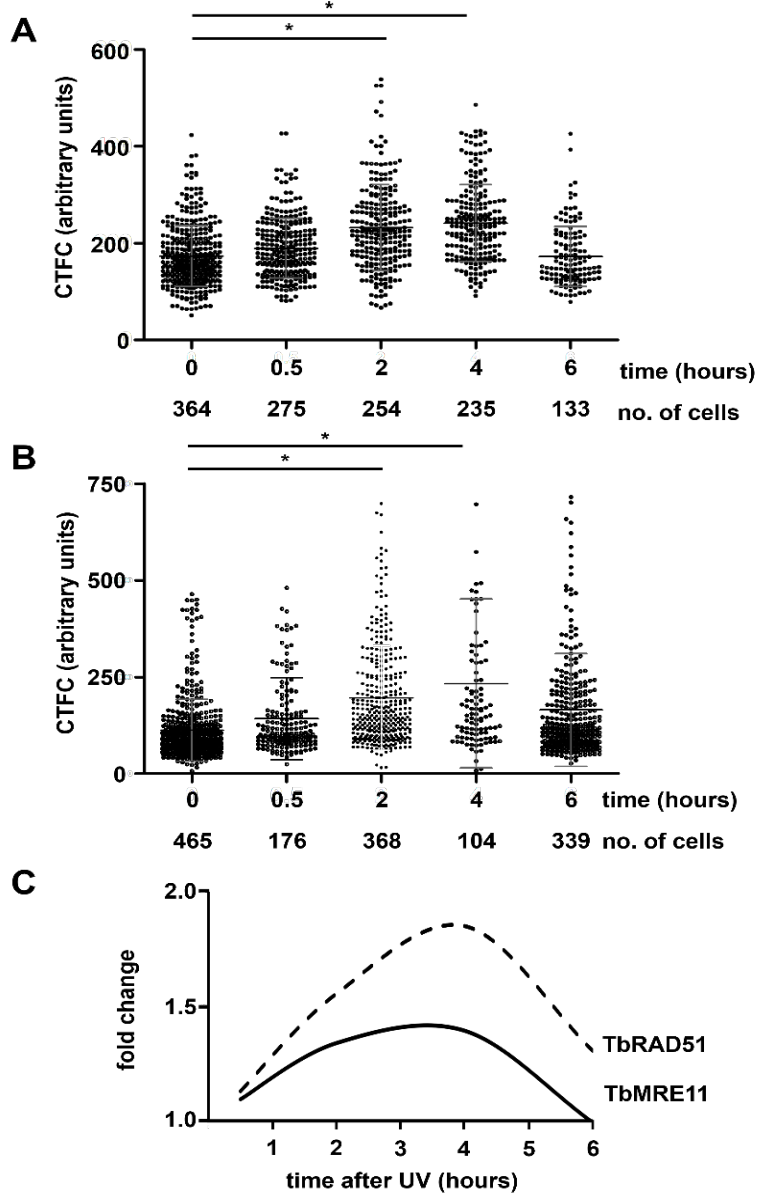 A
*
*
600
400
200
0
CTFC (arbitrary units)
0 0.5 2 4 6 time (hours)
364 275 254 235 133 no. of cells
B
*
*
750
500
250
0
CTFC (arbitrary units)
0 0.5 2 4 6 time (hours)
465 176 368 104 339 no. of cells
C
2.0
1.5
1.0
fold change
TbRAD51
TbMRE11
1 2 3 4 5 6
time after UV (hours)